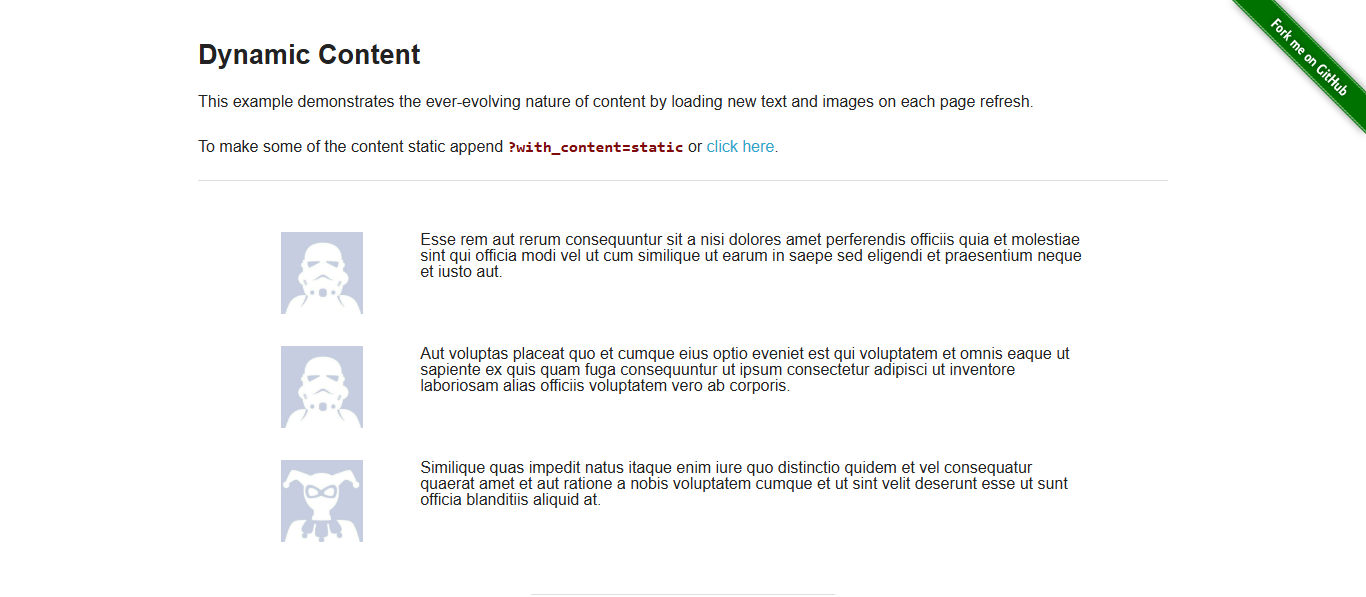 Dynamic Content
This example demonstrates the ever-evolving nature of content by loading new text and images on each page refresh.
To make some of the content static append ?with_content=static or click here.
Esse rem aut rerum consequuntur sit a nisi dolores amet perferendis officiis quia et molestiae
sint qui officia modi vel ut cum similique ut earum in saepe sed eligendi et praesentium neque
et iusto aut.
Aut voluptas placeat quo et cumque eius optio eveniet est qui voluptatem et omnis eaque ut
sapiente ex quis quam fuga consequuntur ut ipsum consectetur adipisci ut inventore
laboriosam alias officiis voluptatem vero ab corporis.
Similique quas impedit natus itaque enim iure quo distinctio quidem et vel consequatur
quaerat amet et aut ratione a nobis voluptatem cumque et ut sint velit deserunt esse ut sunt
officia blanditiis aliquid at.
Fork me on GitHub